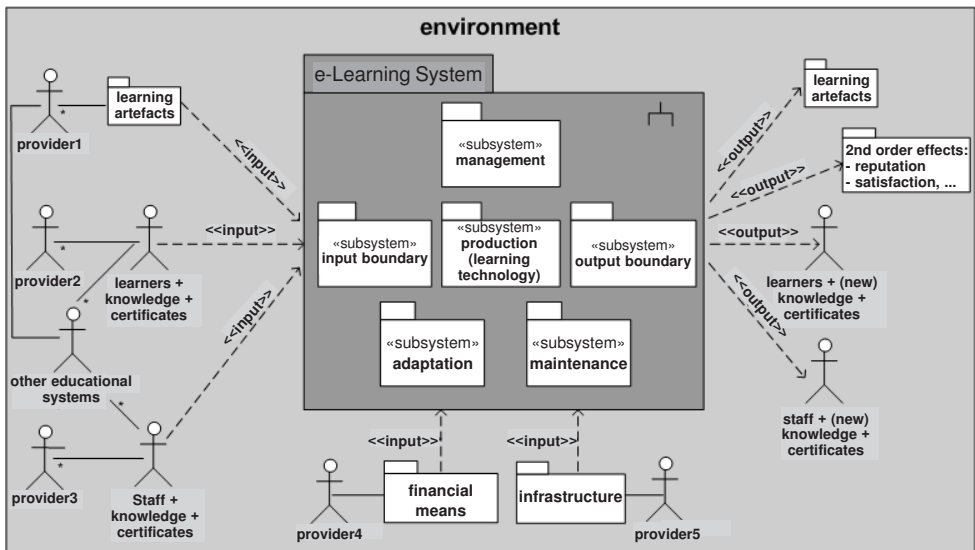 environment
e-Learning System
learning
artefacts
*
provider1
<<input>>
«subsystem»
management
<<output>>
learning
artefacts
2nd order effects:
- reputation
- satisfaction, ...
<<output>>
*
provider2
<<input>>
learners +
knowledge +
certificates
*
«subsystem»
input boundary
«subsystem»
production
(learning
technology)
«subsystem»
output boundary
<<output>>
learners + (new)
knowledge +
certificates
<<input>>
<<output>>
other educational
systems
*
«subsystem»
adaptation
«subsystem»
maintenance
staff + (new)
knowledge +
certificates
*
provider3
Staff +
knowledge +
certificates
<<input>>
<<input>>
provider4
financial
means
infrastructure
provider5